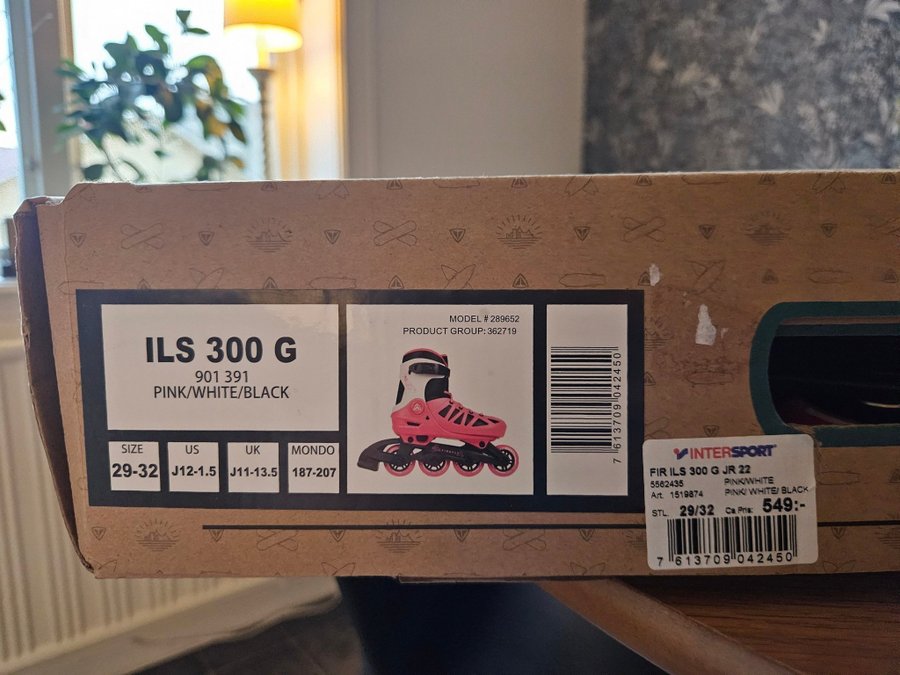 ILS 300 G
901 391
PINK/WHITE/BLACK
SIZE
29-32
US
J12-1.5
UK
J11-13.5
MONDO
187-207
MODEL # 289652
PRODUCT GROUP: 362719
7 613709 042450
INTERSPORT
FIR ILS 300 G JR 22
5562435 PINK/WHITE
Art. 1519874 PINK/ WHITE/ BLACK
STL. 29/32 Ca Pris: 549:-
7 613709 042450